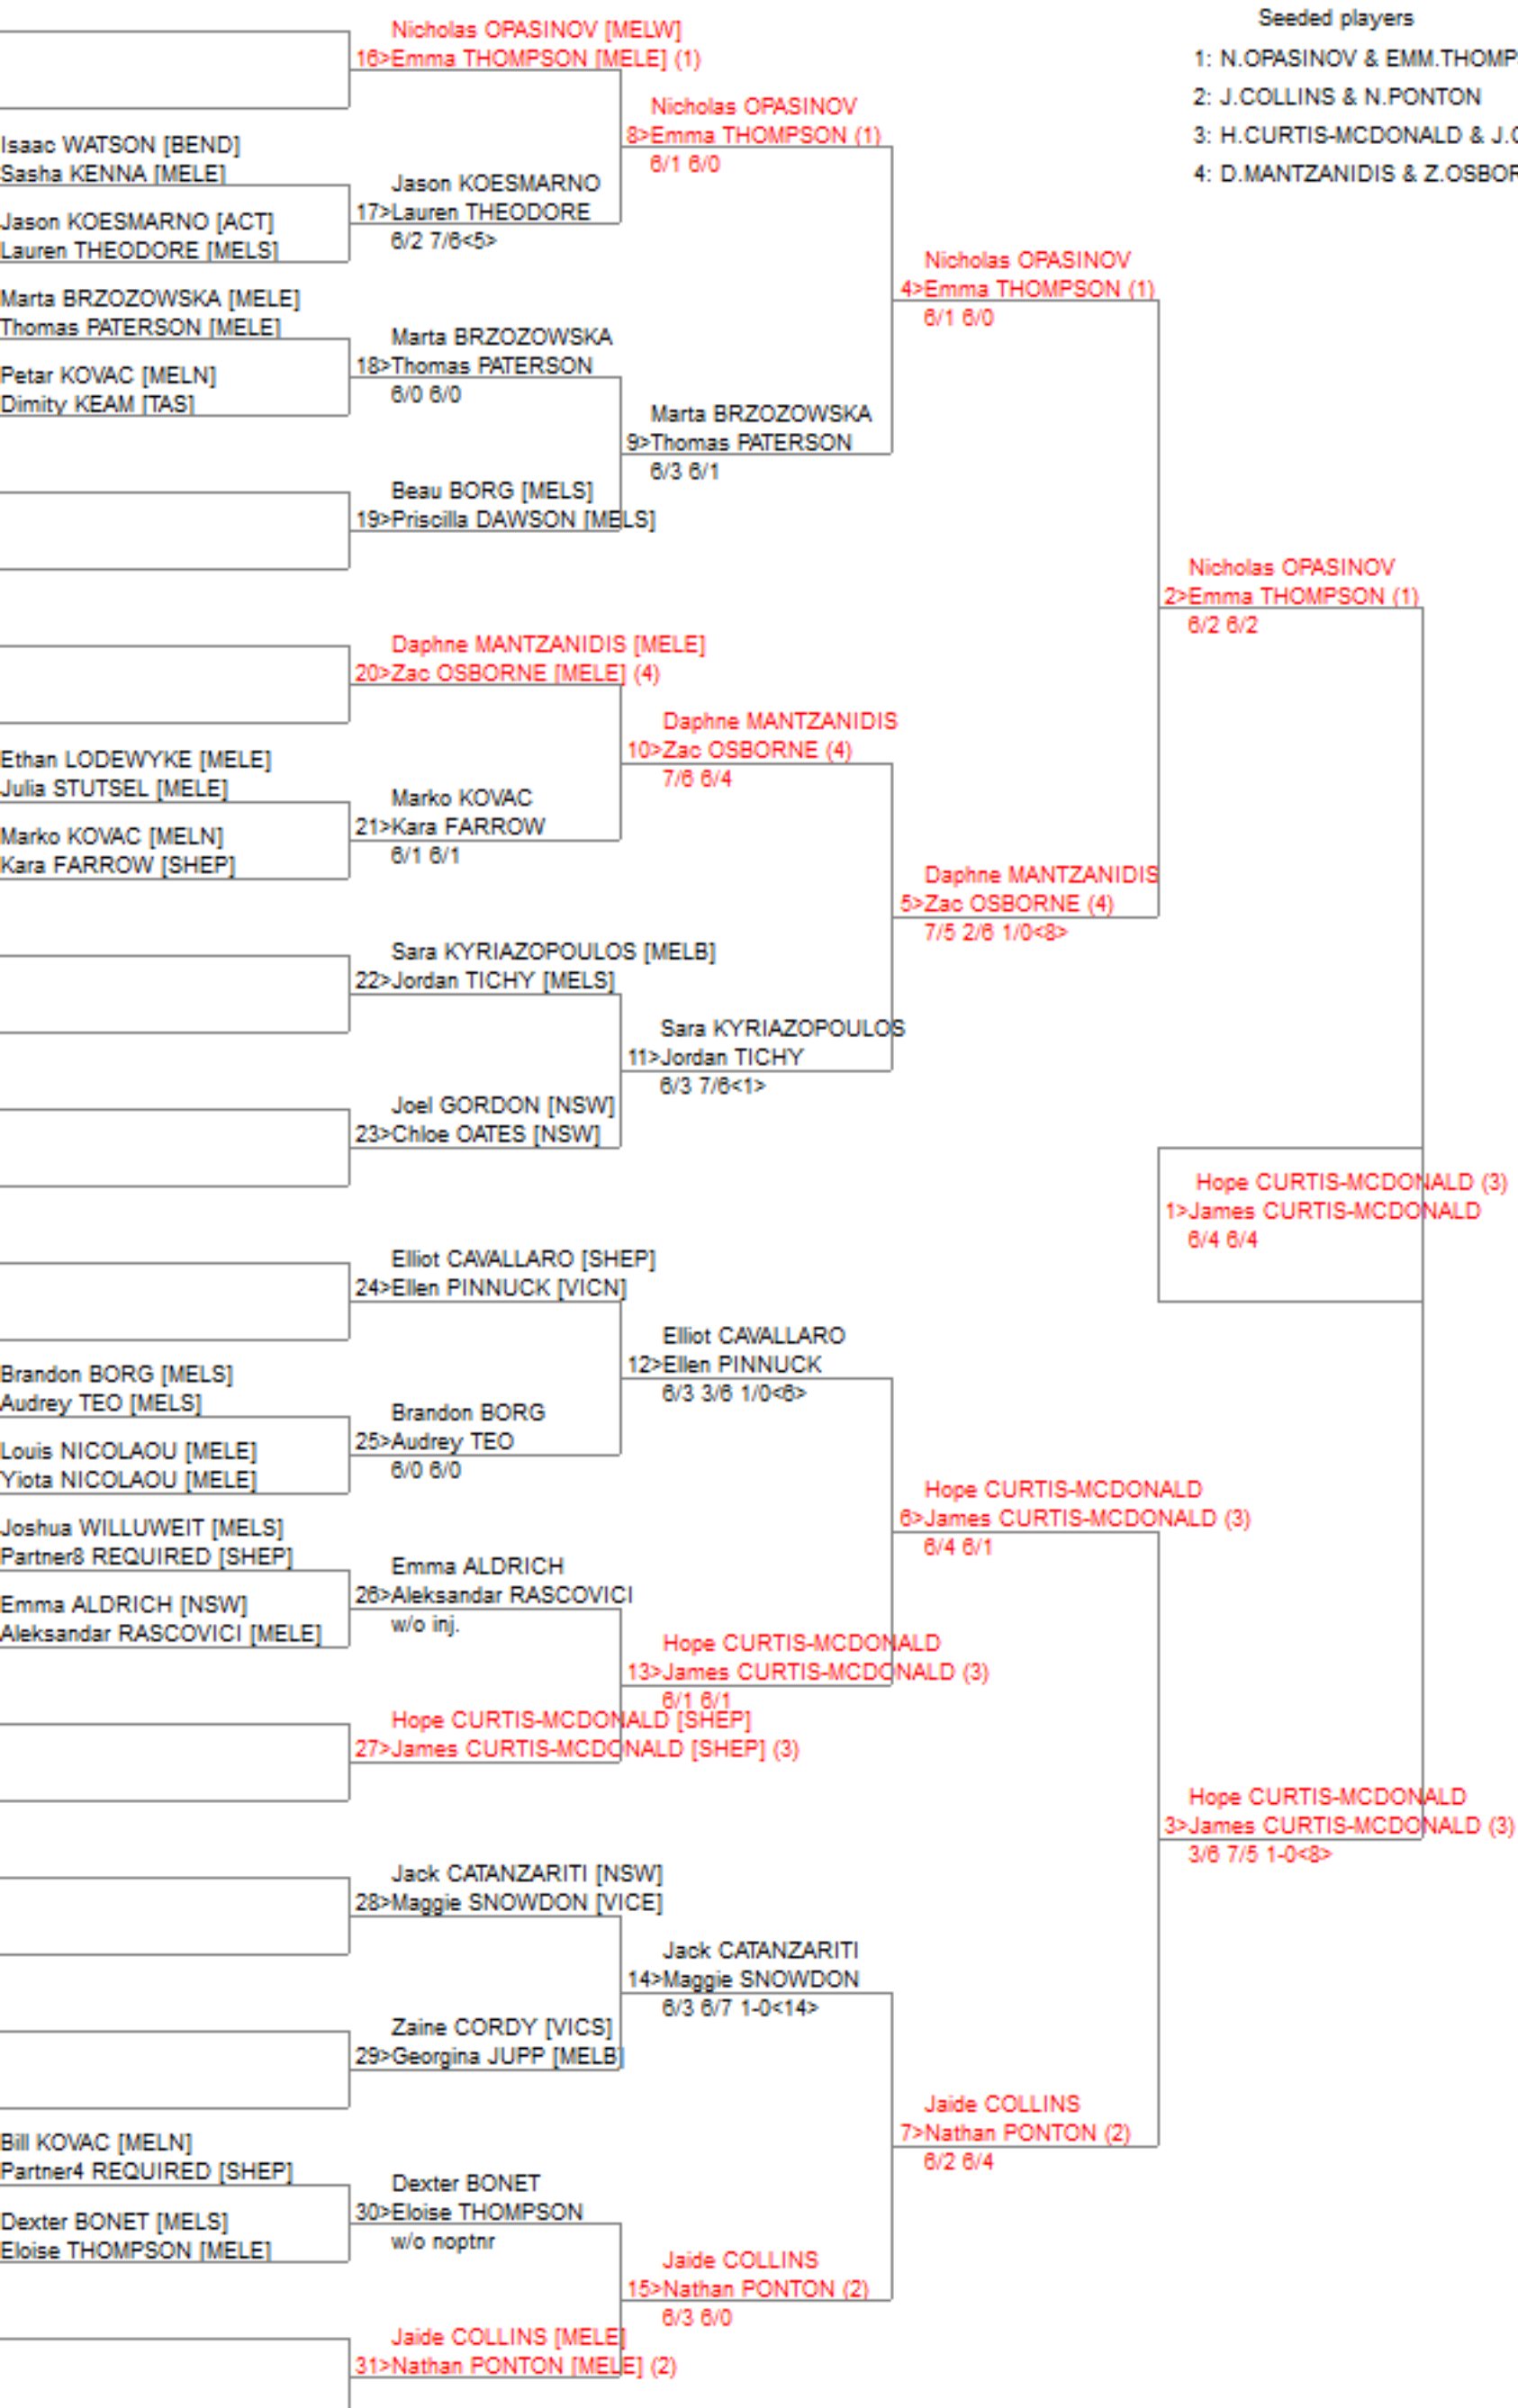 Seeded players
1: N.OPASINOV & EMM.THOMP
2: J.COLLINS & N.PONTON
3: H.CURTIS-MCDONALD & J.C
4: D.MANTZANIDIS & Z.OSBOR
Isaac WATSON [BEND]
Sasha KENNA [MELE]
Jason KOESMARNO [ACT]
Lauren THEODORE [MELS]
Marta BRZOZOWSKA [MELE]
Thomas PATERSON [MELE]
Petar KOVAC [MELN]
Dimity KEAM [TAS]
Ethan LODEWYKE [MELE]
Julia STUTSEL [MELE]
Marko KOVAC [MELN]
Kara FARROW [SHEP]
Brandon BORG [MELS]
Audrey TEO [MELS]
Louis NICOLAOU [MELE]
Yiota NICOLAOU [MELE]
Joshua WILLUWEIT [MELS]
Partner8 REQUIRED [SHEP]
Emma ALDRICH [NSW]
Aleksandar RASCOVICI [MELE]
Bill KOVAC [MELN]
Partner4 REQUIRED [SHEP]
Dexter BONET [MELS]
Eloise THOMPSON [MELE]
Nicholas OPASINOV [MELW]
16>Emma THOMPSON [MELE] (1)
Jason KOESMARNO
17>Lauren THEODORE
6/2 7/6<5>
Marta BRZOZOWSKA
18>Thomas PATERSON
6/0 6/0
Beau BORG [MELS]
19>Priscilla DAWSON [MELS]
Daphne MANTZANIDIS [MELE]
20>Zac OSBORNE [MELE] (4)
Marko KOVAC
21>Kara FARROW
6/1 6/1
Sara KYRIAZOPOULOS [MELB]
22>Jordan TICHY [MELS]
Joel GORDON [NSW]
23>Chloe OATES [NSW]
Elliot CAVALLARO [SHEP]
24>Ellen PINNUCK [VICN]
Brandon BORG
25>Audrey TEO
6/0 6/0
Emma ALDRICH
26>Aleksandar RASCOVICI
w/o inj.
Hope CURTIS-MCDONALD [SHEP]
27>James CURTIS-MCDONALD [SHEP] (3)
Jack CATANZARITI [NSW]
28>Maggie SNOWDON [VICE]
Zaine CORDY [VICS]
29>Georgina JUPP [MELB]
Dexter BONET
30>Eloise THOMPSON
w/o noptnr
Jaide COLLINS [MELE]
31>Nathan PONTON [MELE] (2)
Nicholas OPASINOV
8>Emma THOMPSON (1)
6/1 6/0
Marta BRZOZOWSKA
9>Thomas PATERSON
6/3 6/1
Daphne MANTZANIDIS
10>Zac OSBORNE (4)
7/6 6/4
Sara KYRIAZOPOULOS
11>Jordan TICHY
6/3 7/6<1>
Elliot CAVALLARO
12>Ellen PINNUCK
6/3 3/6 1/0<6>
Hope CURTIS-MCDONALD
13>James CURTIS-MCDONALD (3)
6/1 6/1
Jack CATANZARITI
14>Maggie SNOWDON
6/3 6/7 1-0<14>
Jaide COLLINS
15>Nathan PONTON (2)
6/3 6/0
Nicholas OPASINOV
4>Emma THOMPSON (1)
6/1 6/0
Daphne MANTZANIDIS
5>Zac OSBORNE (4)
7/5 2/6 1/0<8>
Hope CURTIS-MCDONALD
6>James CURTIS-MCDONALD (3)
6/4 6/1
Jaide COLLINS
7>Nathan PONTON (2)
6/2 6/4
Nicholas OPASINOV
2>Emma THOMPSON (1)
6/2 6/2
Hope CURTIS-MCDONALD
3>James CURTIS-MCDONALD (3)
3/6 7/5 1-0<8>
Hope CURTIS-MCDONALD (3)
1>James CURTIS-MCDONALD
6/4 6/4